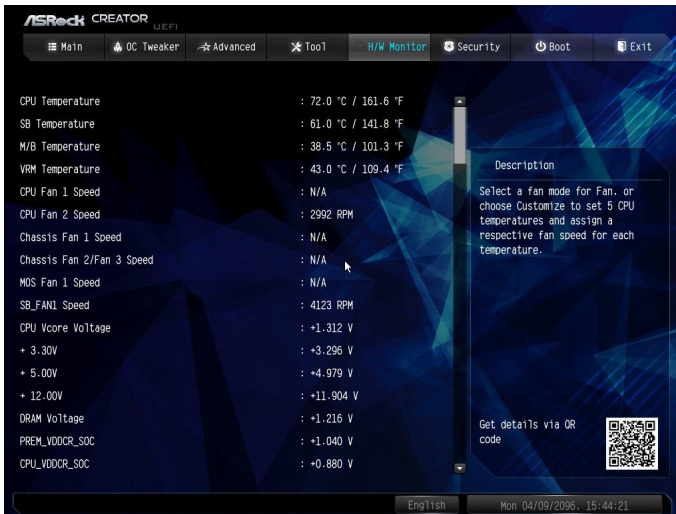 ASRock CREATOR UEFI
Main OC Tweaker Advanced Tool H/W Monitor Security Boot Exit
CPU Temperature : 72.0 °C / 161.6 °F
SB Temperature : 61.0 °C / 141.8 °F
M/B Temperature : 38.5 °C / 101.3 °F
VRM Temperature : 43.0 °C / 109.4 °F
CPU Fan 1 Speed : N/A
CPU Fan 2 Speed : 2992 RPM
Chassis Fan 1 Speed : N/A
Chassis Fan 2/Fan 3 Speed : N/A
MOS Fan 1 Speed : N/A
SB_FAN1 Speed : 4123 RPM
CPU Vcore Voltage : +1.312 V
+ 3.30V : +3.296 V
+ 5.00V : +4.979 V
+ 12.00V : +11.904 V
DRAM Voltage : +1.216 V
PREM_VDDCR_SOC : +1.040 V
CPU_VDDCR_SOC : +0.880 V
Description
Select a fan mode for Fan. or
choose Customize to set 5 CPU
temperatures and assign a
respective fan speed for each
temperature.
Get details via QR
code
English Mon 04/09/2096. 15:44:21